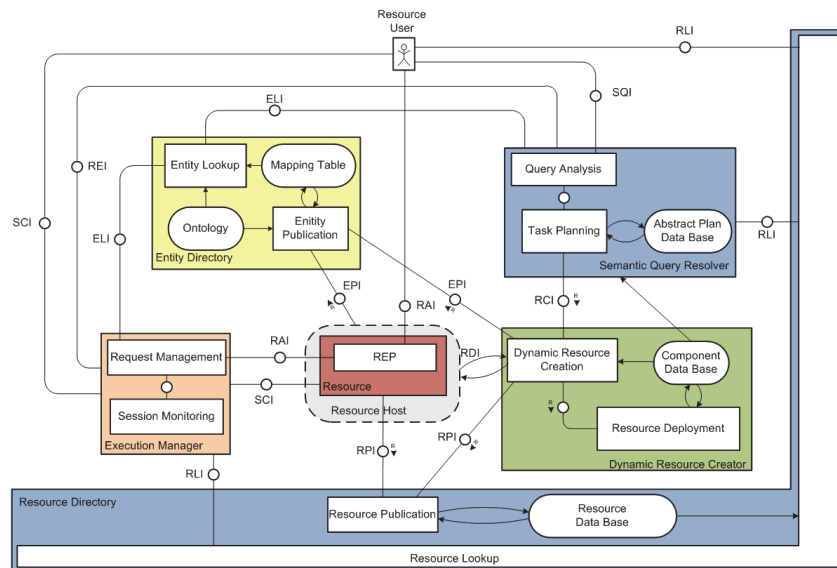 Resource
User
RLI
SQI
ELI
REI
Entity Lookup
Mapping Table
Query Analysis
SCI
ELI
Ontology
Entity
Publication
Task Planning
Abstract Plan
Data Base
RLI
Entity Directory
Semantic Query Resolver
EPI
R
EPI
R
RCI
R
RAI
Request Management
RAI
REP
RDI
Dynamic Resource
Creation
Component
Data Base
SCI
Resource
Session Monitoring
Resource Host
R
Resource Deployment
Execution Manager
RPI
R
RPI
R
Dynamic Resource Creator
RLI
Resource Directory
Resource Publication
Resource
Data Base
Resource Lookup